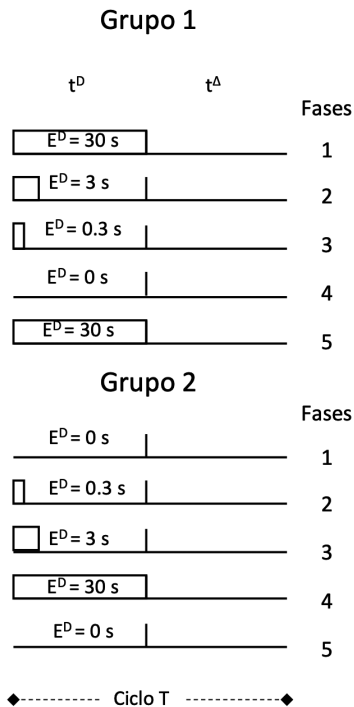 Grupo 1
tᴰ t^Δ
Fases
Eᴰ = 30 s 1
Eᴰ = 3 s 2
Eᴰ = 0.3 s 3
Eᴰ = 0 s 4
Eᴰ = 30 s 5
Grupo 2
Fases
Eᴰ = 0 s 1
Eᴰ = 0.3 s 2
Eᴰ = 3 s 3
Eᴰ = 30 s 4
Eᴰ = 0 s 5
Ciclo T